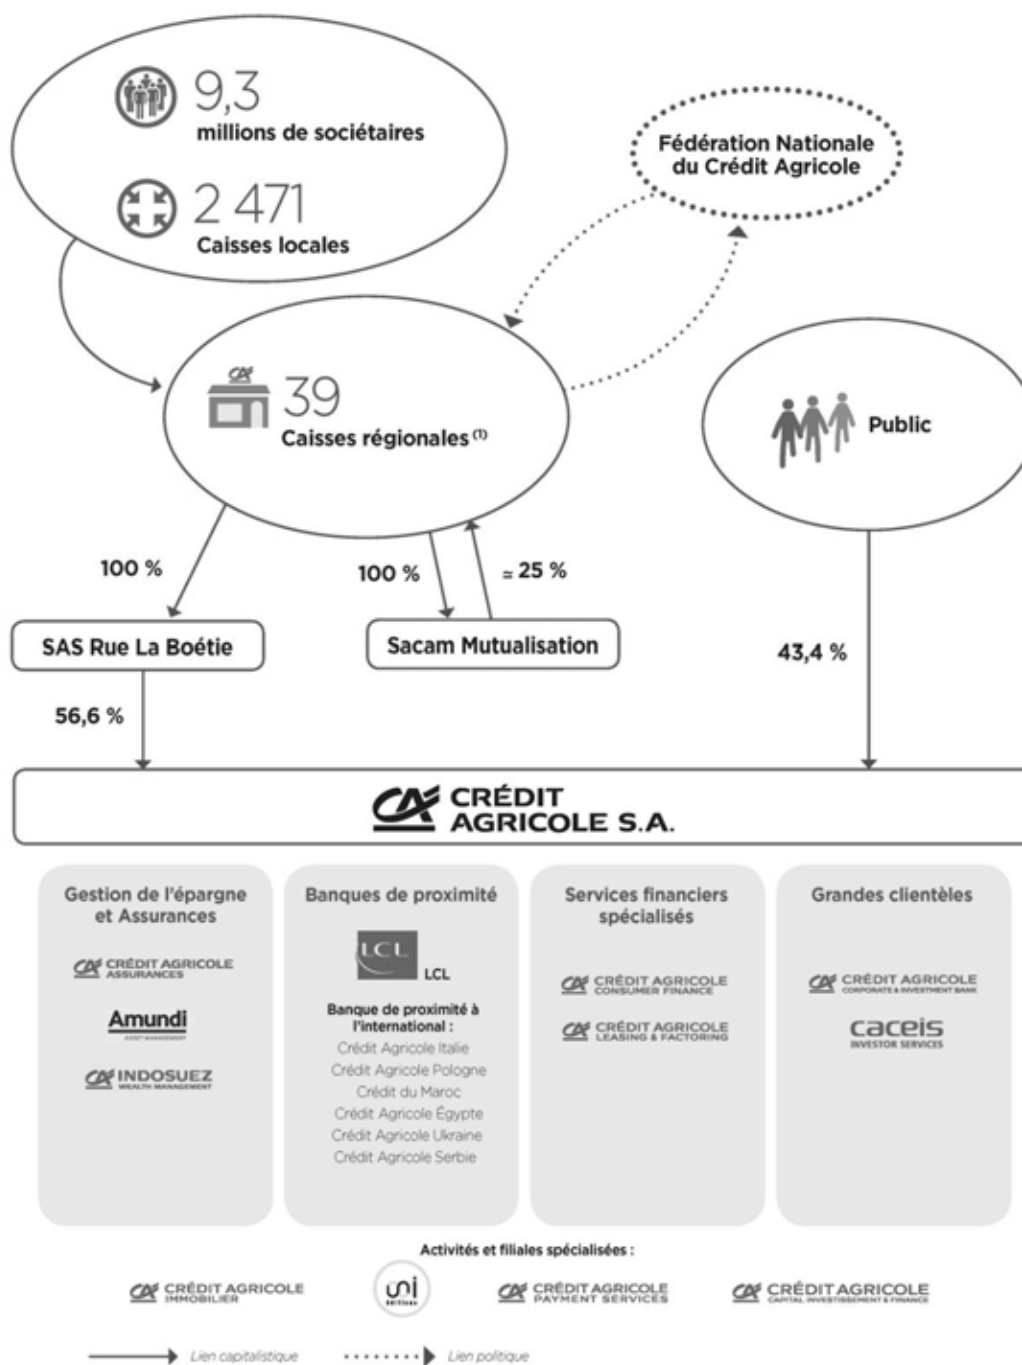 9,3
millions de sociétaires
2 471
Caisses locales
Fédération Nationale
du Crédit Agricole
39
Caisses régionales (1)
Public
100 %
100 %
≃ 25 %
SAS Rue La Boétie
Sacam Mutualisation
43,4 %
56,6 %
CRÉDIT
AGRICOLE S.A.
Gestion de l'épargne
et Assurances
CRÉDIT AGRICOLE
ASSURANCES
Amundi
ASSET MANAGEMENT
INDOSUEZ
WEALTH MANAGEMENT
Banques de proximité
LCL
LCL
Banque de proximité à
l'international :
Crédit Agricole Italie
Crédit Agricole Pologne
Crédit du Maroc
Crédit Agricole Égypte
Crédit Agricole Ukraine
Crédit Agricole Serbie
Services financiers
spécialisés
CRÉDIT AGRICOLE
CONSUMER FINANCE
CRÉDIT AGRICOLE
LEASING & FACTORING
Grandes clientèles
CRÉDIT AGRICOLE
CORPORATE & INVESTMENT BANK
caceis
INVESTOR SERVICES
Activités et filiales spécialisées :
CRÉDIT AGRICOLE
IMMOBILIER
uni
éditions
CRÉDIT AGRICOLE
PAYMENT SERVICES
CRÉDIT AGRICOLE
CAPITAL INVESTISSEMENT & FINANCE
Lien capitalistique
Lien politique